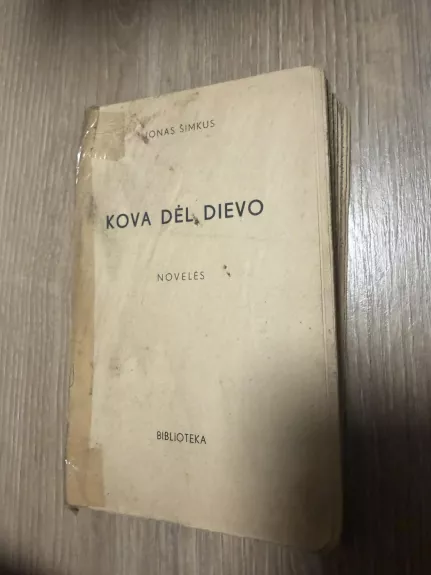 JONAS ŠIMKUS
KOVA DĖL DIEVO
NOVELĖS
BIBLIOTEKA